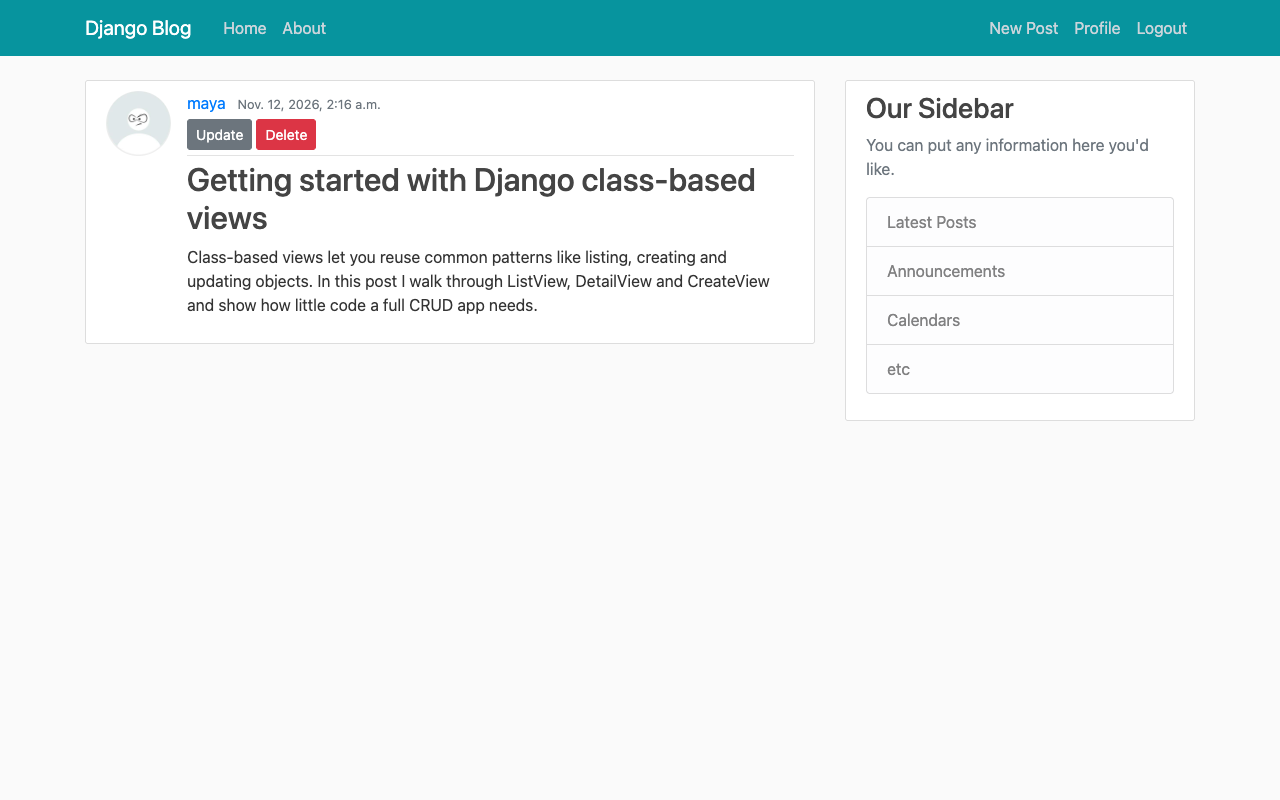 Django Blog Home About New Post Profile Logout
maya Nov. 12, 2026, 2:16 a.m.
Update Delete
Getting started with Django class-based
views
Class-based views let you reuse common patterns like listing, creating and
updating objects. In this post I walk through ListView, DetailView and CreateView
and show how little code a full CRUD app needs.
Our Sidebar
You can put any information here you'd
like.
Latest Posts
Announcements
Calendars
etc